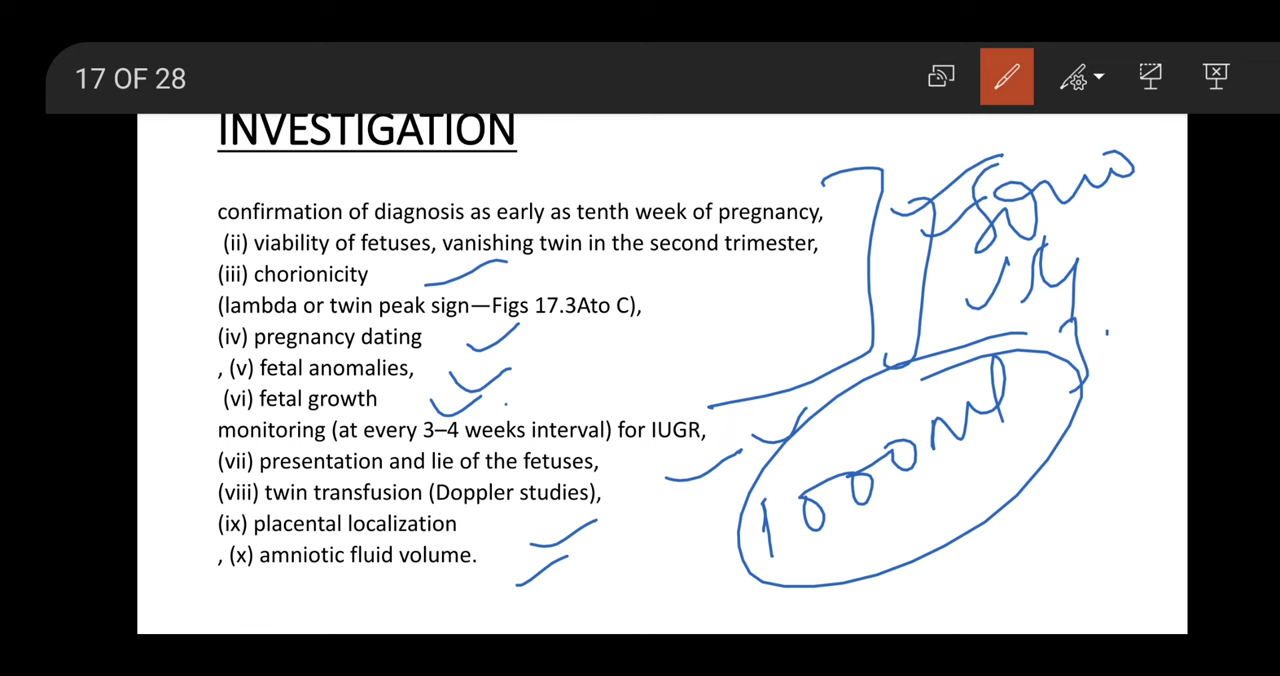 17 OF 28
INVESTIGATION
confirmation of diagnosis as early as tenth week of pregnancy,
(ii) viability of fetuses, vanishing twin in the second trimester,
(iii) chorionicity
(lambda or twin peak sign—Figs 17.3Ato C),
(iv) pregnancy dating
, (v) fetal anomalies,
(vi) fetal growth
monitoring (at every 3–4 weeks interval) for IUGR,
(vii) presentation and lie of the fetuses,
(viii) twin transfusion (Doppler studies),
(ix) placental localization
, (x) amniotic fluid volume.
1000ml